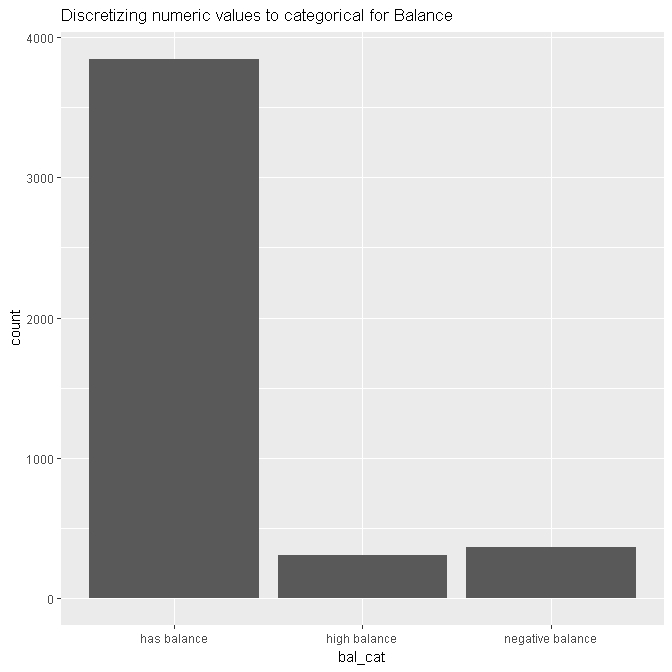 Discretizing numeric values to categorical for Balance
4000
3000
2000
1000
0
count
has balance
high balance
negative balance
bal_cat